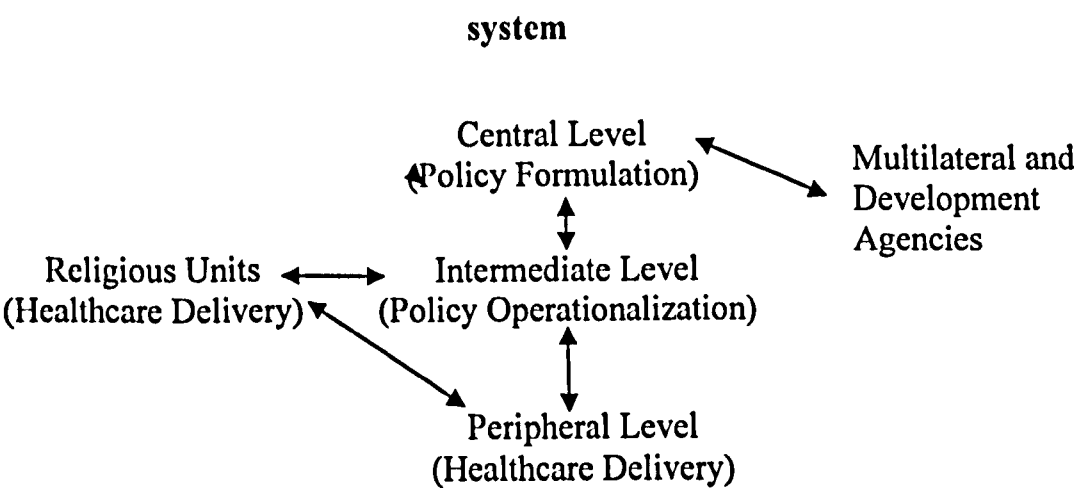 system
Central Level
(Policy Formulation)
Multilateral and
Development
Agencies
Religious Units
(Healthcare Delivery)
Intermediate Level
(Policy Operationalization)
Peripheral Level
(Healthcare Delivery)